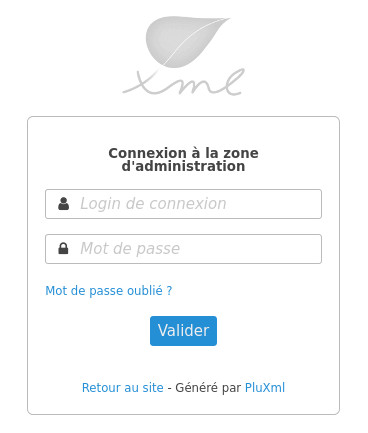 xml
Connexion à la zone
d'administration
Login de connexion
Mot de passe
Mot de passe oublié ?
Valider
Retour au site - Généré par PluXml